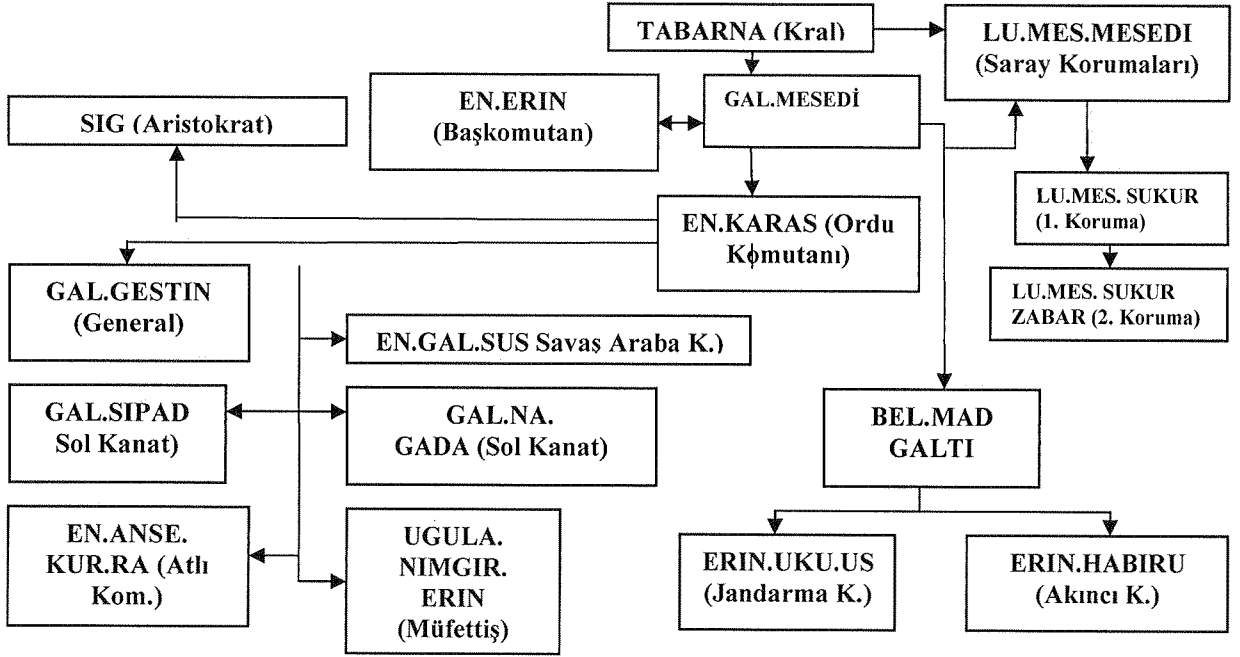 TABARNA (Kral)
LU.MES.MESEDI
(Saray Korumaları)
EN.ERIN
(Başkomutan)
GAL.MESEDİ
SIG (Aristokrat)
LU.MES. SUKUR
(1. Koruma)
EN.KARAS (Ordu
Komutanı)
GAL.GESTIN
(General)
LU.MES. SUKUR
ZABAR (2. Koruma)
EN.GAL.SUS Savaş Araba K.)
GAL.SIPAD
Sol Kanat)
GAL.NA.
GADA (Sol Kanat)
BEL.MAD
GALTI
EN.ANSE.
KUR.RA (Atlı
Kom.)
UGULA.
NIMGIR.
ERIN
(Müfettiş)
ERIN.UKU.US
(Jandarma K.)
ERIN.HABIRU
(Akıncı K.)